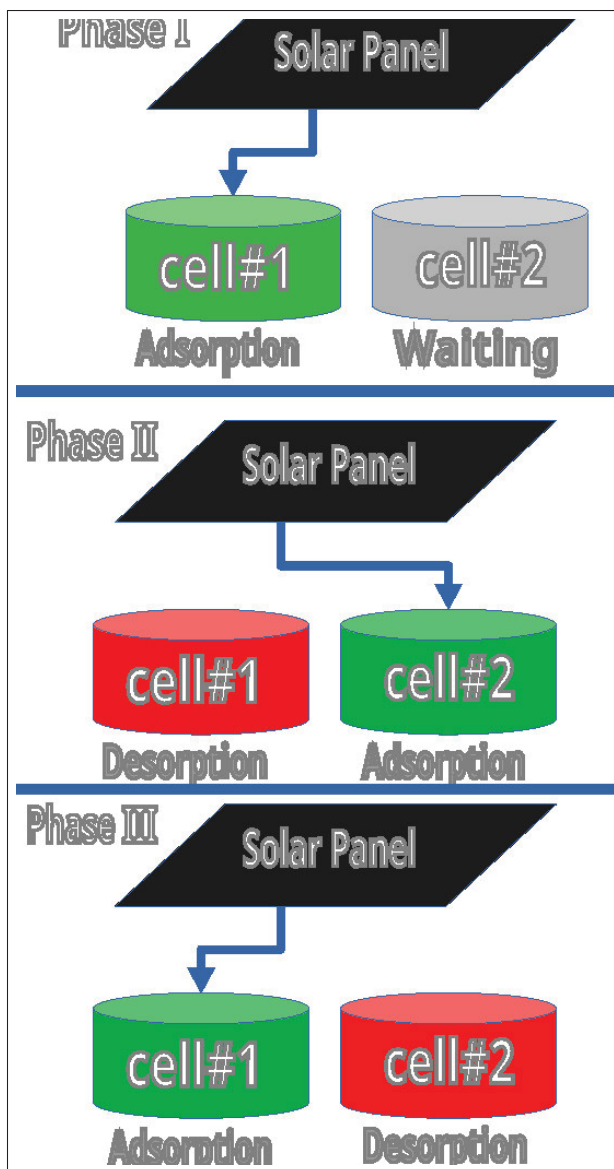 Phase I
Solar Panel
cell#1
cell#2
Adsorption
Waiting
Phase II
Solar Panel
cell#1
cell#2
Desorption
Adsorption
Phase III
Solar Panel
cell#1
cell#2
Adsorption
Desorption